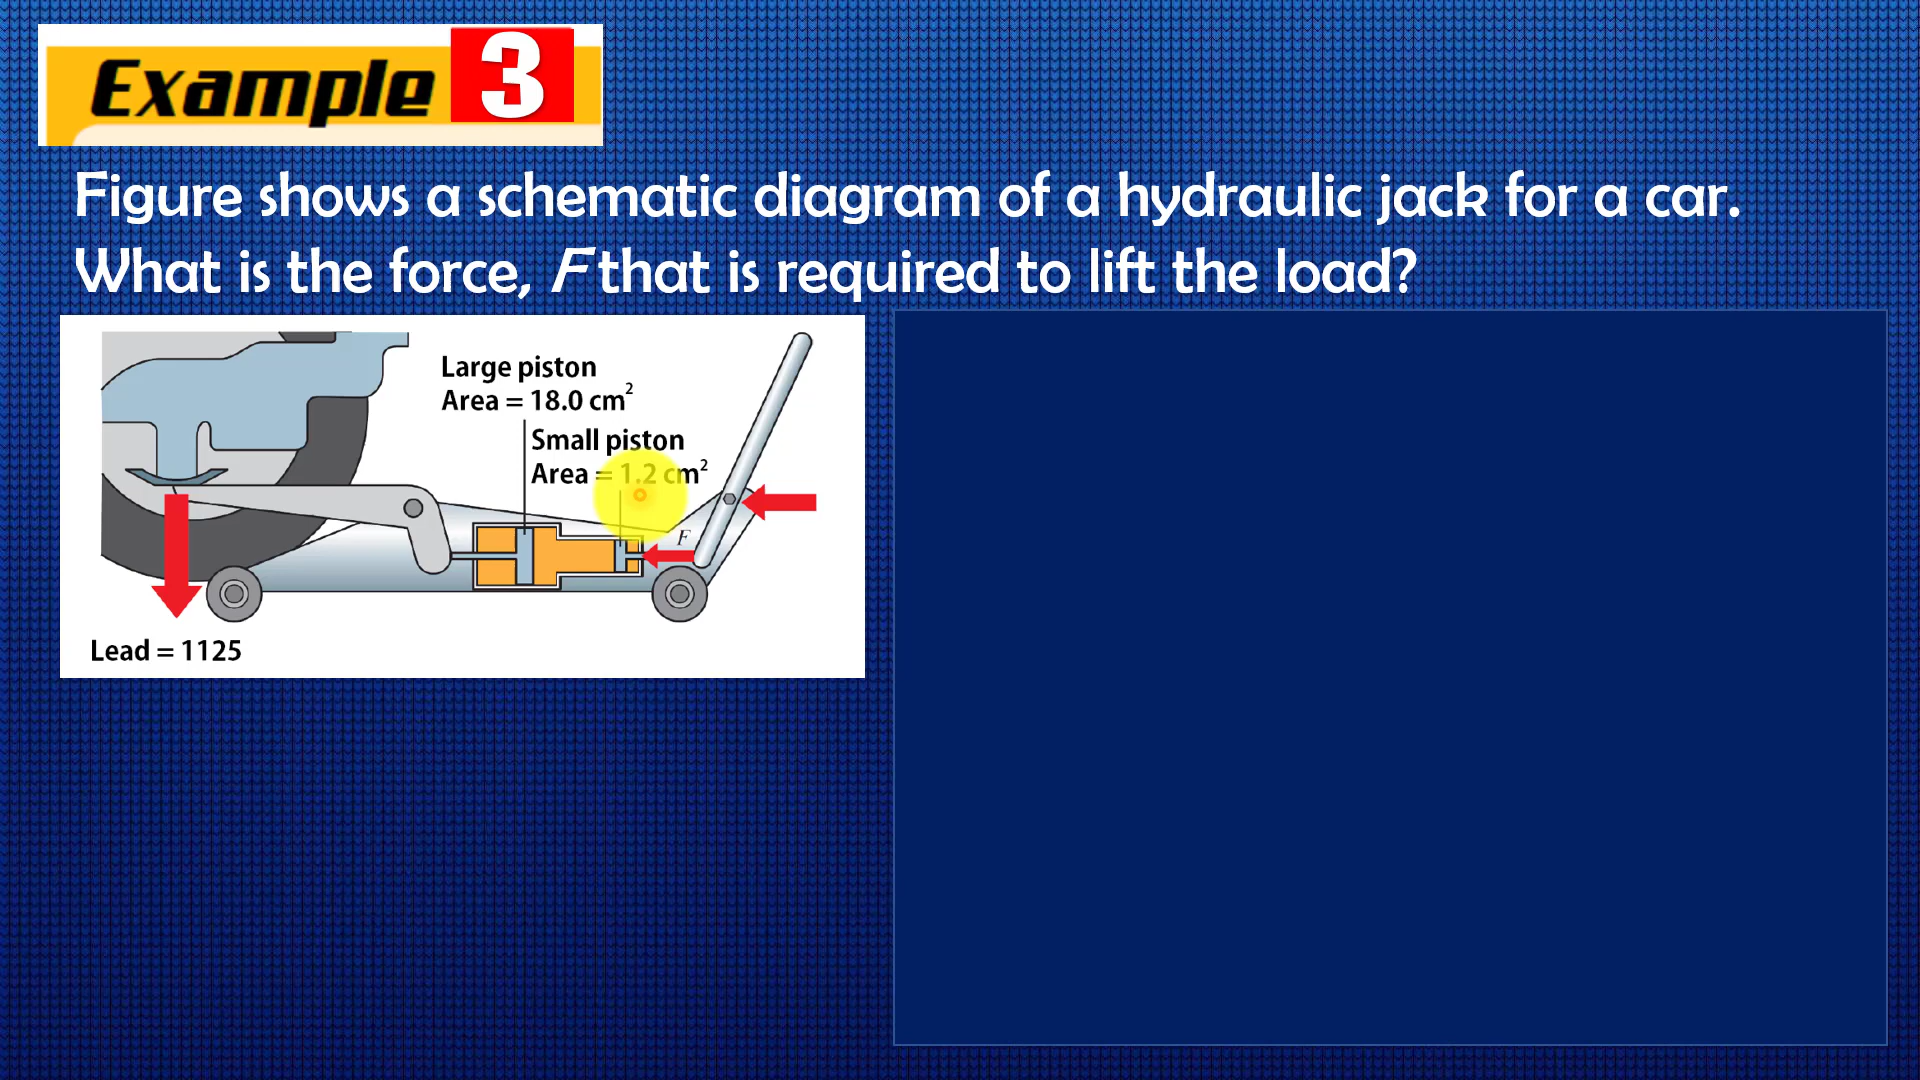 Example 3
Figure shows a schematic diagram of a hydraulic jack for a car.
What is the force, F that is required to lift the load?
Large piston
Area = 18.0 cm²
Small piston
Area = 1.2 cm²
F
Lead = 1125